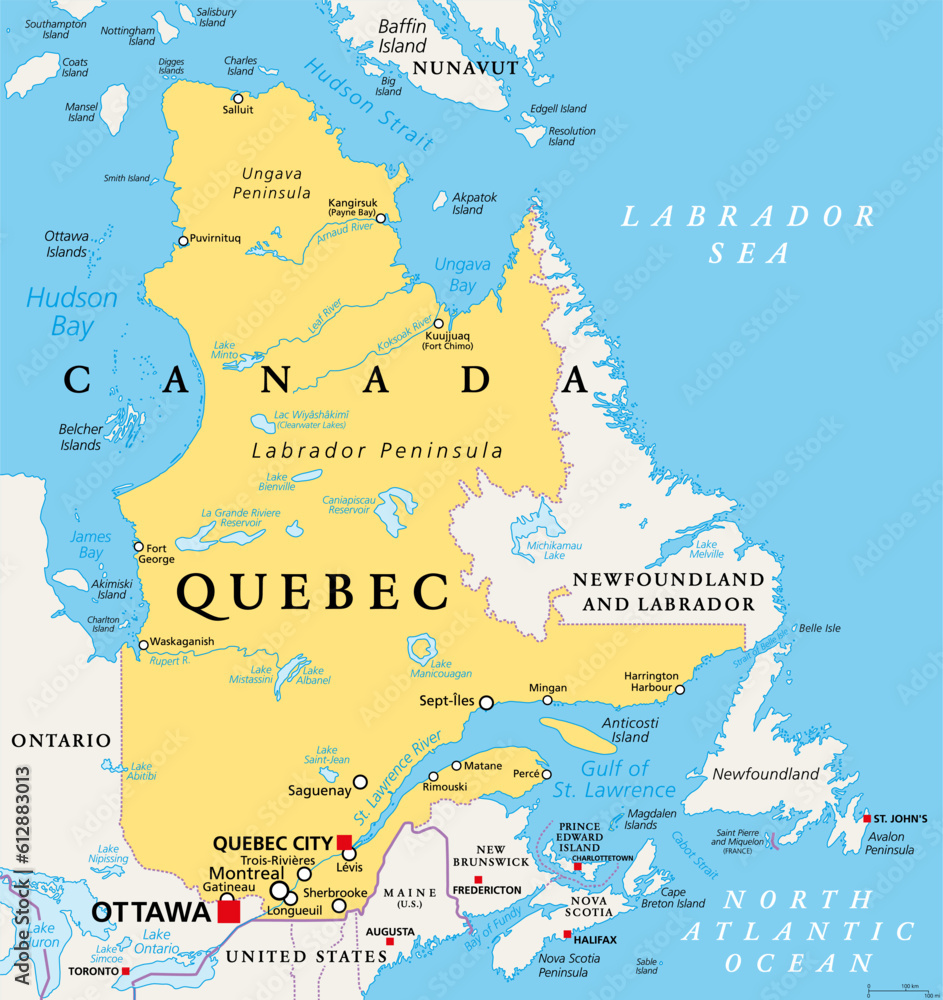 Southampton
Island
Nottingham
Island
Salisbury
Island
Baffin
Island
NUNAVUT
Coats
Island
Digges
Islands
Charles
Island
Big
Island
Mansel
Island
Salluit
Hudson Strait
Edgell Island
Resolution
Island
Smith Island
Ungava
Peninsula
Kangirsuk
(Payne Bay)
Akpatok
Island
LABRADOR
SEA
Ottawa
Islands
Puvirnituq
Arnaud River
Ungava
Bay
Hudson
Bay
Leaf River
Koksoak River
Kuujjuaq
(Fort Chimo)
Lake
Minto
CANADA
Belcher
Islands
Lac Wiyâshâkimî
(Clearwater Lakes)
Labrador Peninsula
Lake
Bienville
Caniapiscau
Reservoir
La Grande Riviere
Reservoir
Michikamau
Lake
Lake
Melville
James
Bay
Fort
George
Akimiski
Island
QUEBEC
NEWFOUNDLAND
AND LABRADOR
Charlton
Island
Waskaganish
Rupert R.
Belle Isle
Strait of Belle Isle
Lake
Mistassini
Lake
Albanel
Lake
Manicouagan
Sept-Îles
Mingan
Harrington
Harbour
Anticosti
Island
ONTARIO
Lake
Abitibi
Lake
Saint-Jean
Saguenay
St. Lawrence River
Matane
Rimouski
Percé
Gulf of
St. Lawrence
Newfoundland
QUEBEC CITY
Lévis
Trois-Rivières
Montreal
Gatineau
Sherbrooke
Longueuil
OTTAWA
Lake
Nipissing
Magdalen
Islands
PRINCE
EDWARD
ISLAND
CHARLOTTETOWN
NEW
BRUNSWICK
FREDERICTON
Saint Pierre
and Miquelon
(FRANCE)
ST. JOHN'S
Avalon
Peninsula
Cabot Strait
Cape
Breton Island
MAINE
(U.S.)
NOVA
SCOTIA
NORTH
ATLANTIC
OCEAN
Lake
Huron
Lake
Simcoe
Lake
Ontario
TORONTO
UNITED STATES
AUGUSTA
Bay of Fundy
HALIFAX
Nova Scotia
Peninsula
Sable
Island
0 100 km
0 100 mi
Adobe Stock | #612883013
Adobe Stock